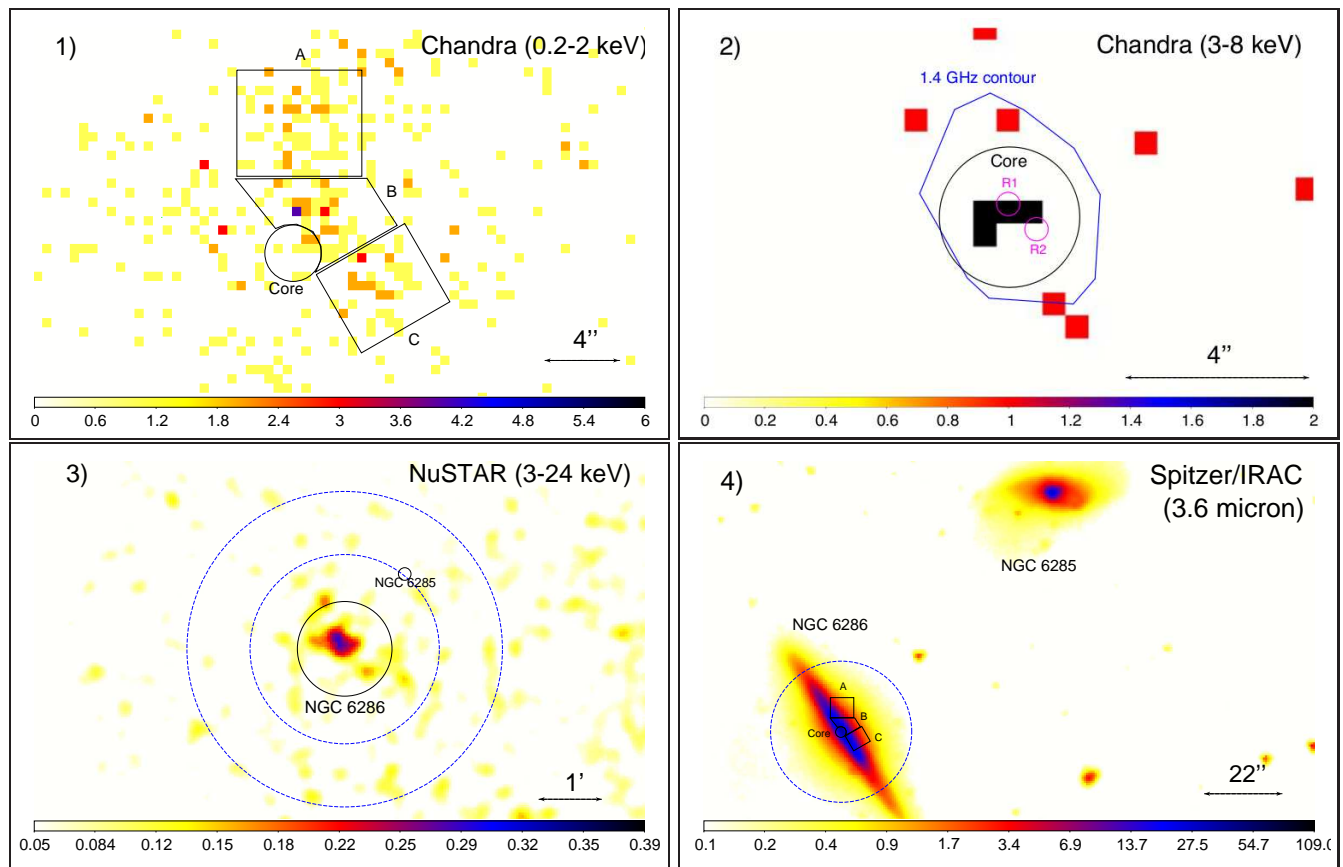 1)
Chandra (0.2-2 keV)
A
B
Core
C
4’’
0 0.6 1.2 1.8 2.4 3 3.6 4.2 4.8 5.4 6
2)
Chandra (3-8 keV)
1.4 GHz contour
Core
R1
R2
4’’
0 0.2 0.4 0.6 0.8 1 1.2 1.4 1.6 1.8 2
3)
NuSTAR (3-24 keV)
NGC 6285
NGC 6286
1’
0.05 0.084 0.12 0.15 0.18 0.22 0.25 0.29 0.32 0.35 0.39
4)
Spitzer/IRAC
(3.6 micron)
NGC 6285
NGC 6286
A
B
Core
C
22’’
0.1 0.2 0.4 0.9 1.7 3.4 6.9 13.7 27.5 54.7 109.0